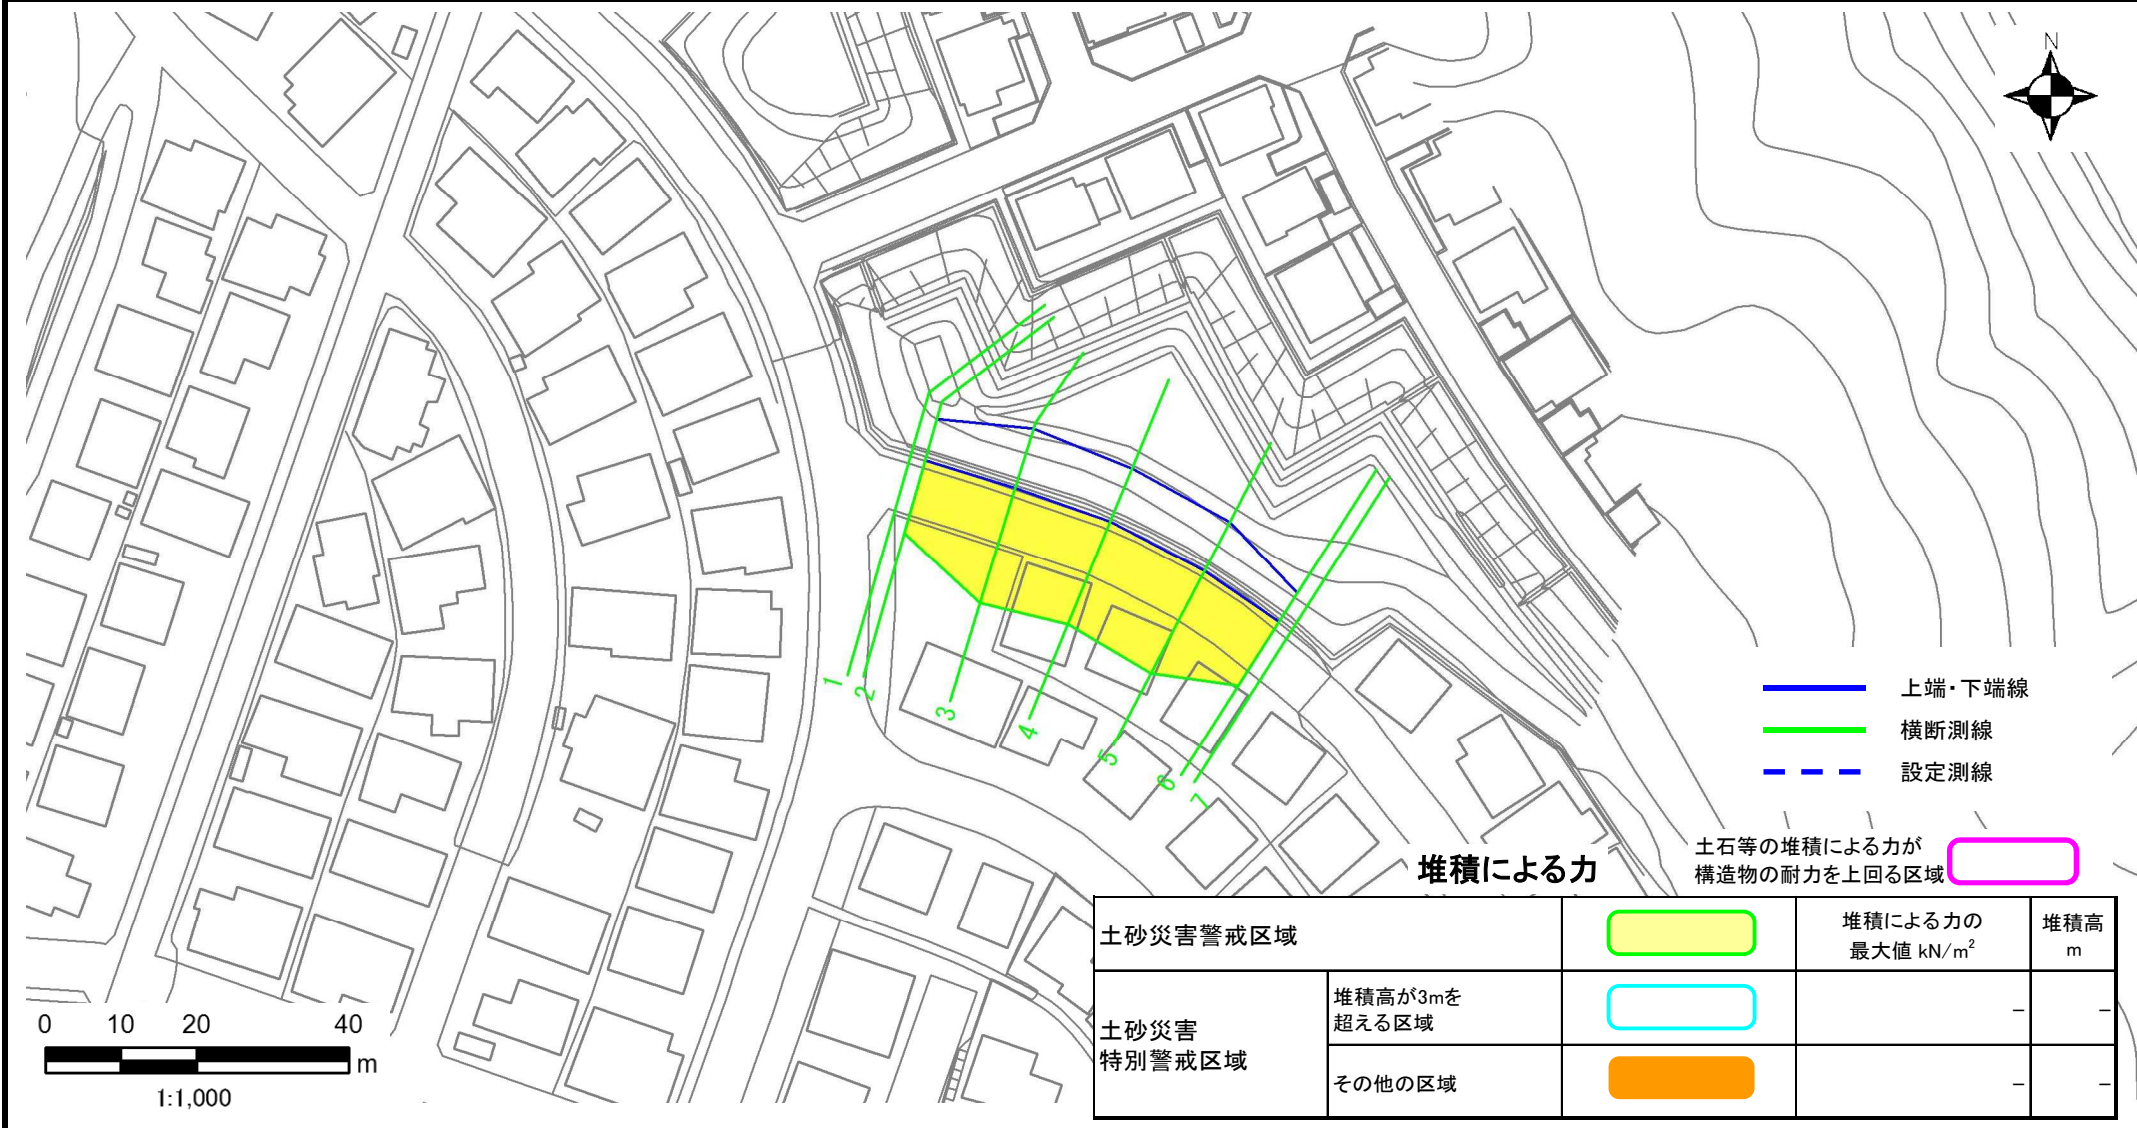 N
1
2
3
4
5
6
7
上端・下端線
横断測線
設定測線
土石等の堆積による力が
構造物の耐力を上回る区域
堆積による力
土砂災害警戒区域
堆積による力の
最大値 kN/m²
堆積高
m
土砂災害
特別警戒区域
堆積高が3mを
超える区域
－
－
その他の区域
－
－
0 10 20 40
m
1:1,000